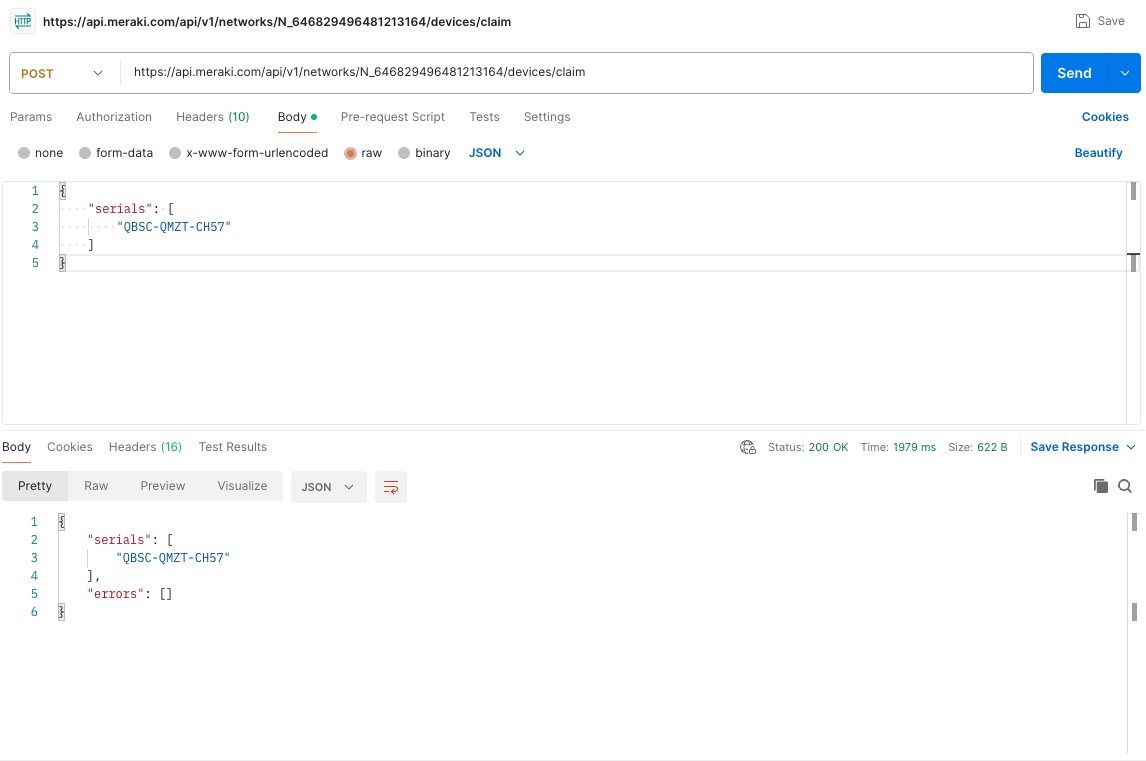 HTTP https://api.meraki.com/api/v1/networks/N_646829496481213164/devices/claim Save
POST https://api.meraki.com/api/v1/networks/N_646829496481213164/devices/claim Send
Params Authorization Headers (10) Body Pre-request Script Tests Settings Cookies
none form-data x-www-form-urlencoded raw binary JSON Beautify
1 {
2 "serials": [
3 "QBSC-QMZT-CH57"
4 ]
5 }
Body Cookies Headers (16) Test Results Status: 200 OK Time: 1979 ms Size: 622 B Save Response
Pretty Raw Preview Visualize JSON
1 {
2 "serials": [
3 "QBSC-QMZT-CH57"
4 ],
5 "errors": []
6 }